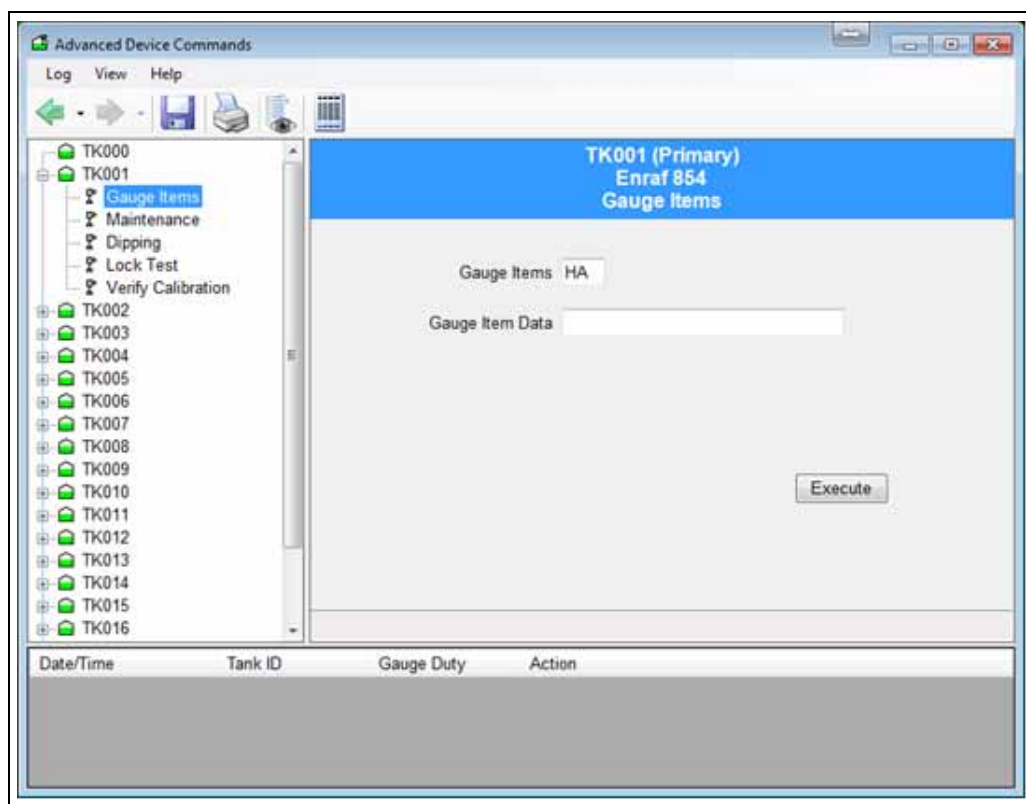 Advanced Device Commands
Log View Help
TK000
TK001
Gauge Items
Maintenance
Dipping
Lock Test
Verify Calibration
TK002
TK003
TK004
TK005
TK006
TK007
TK008
TK009
TK010
TK011
TK012
TK013
TK014
TK015
TK016
TK001 (Primary)
Enraf 854
Gauge Items
Gauge Items HA
Gauge Item Data
Execute
Date/Time Tank ID Gauge Duty Action